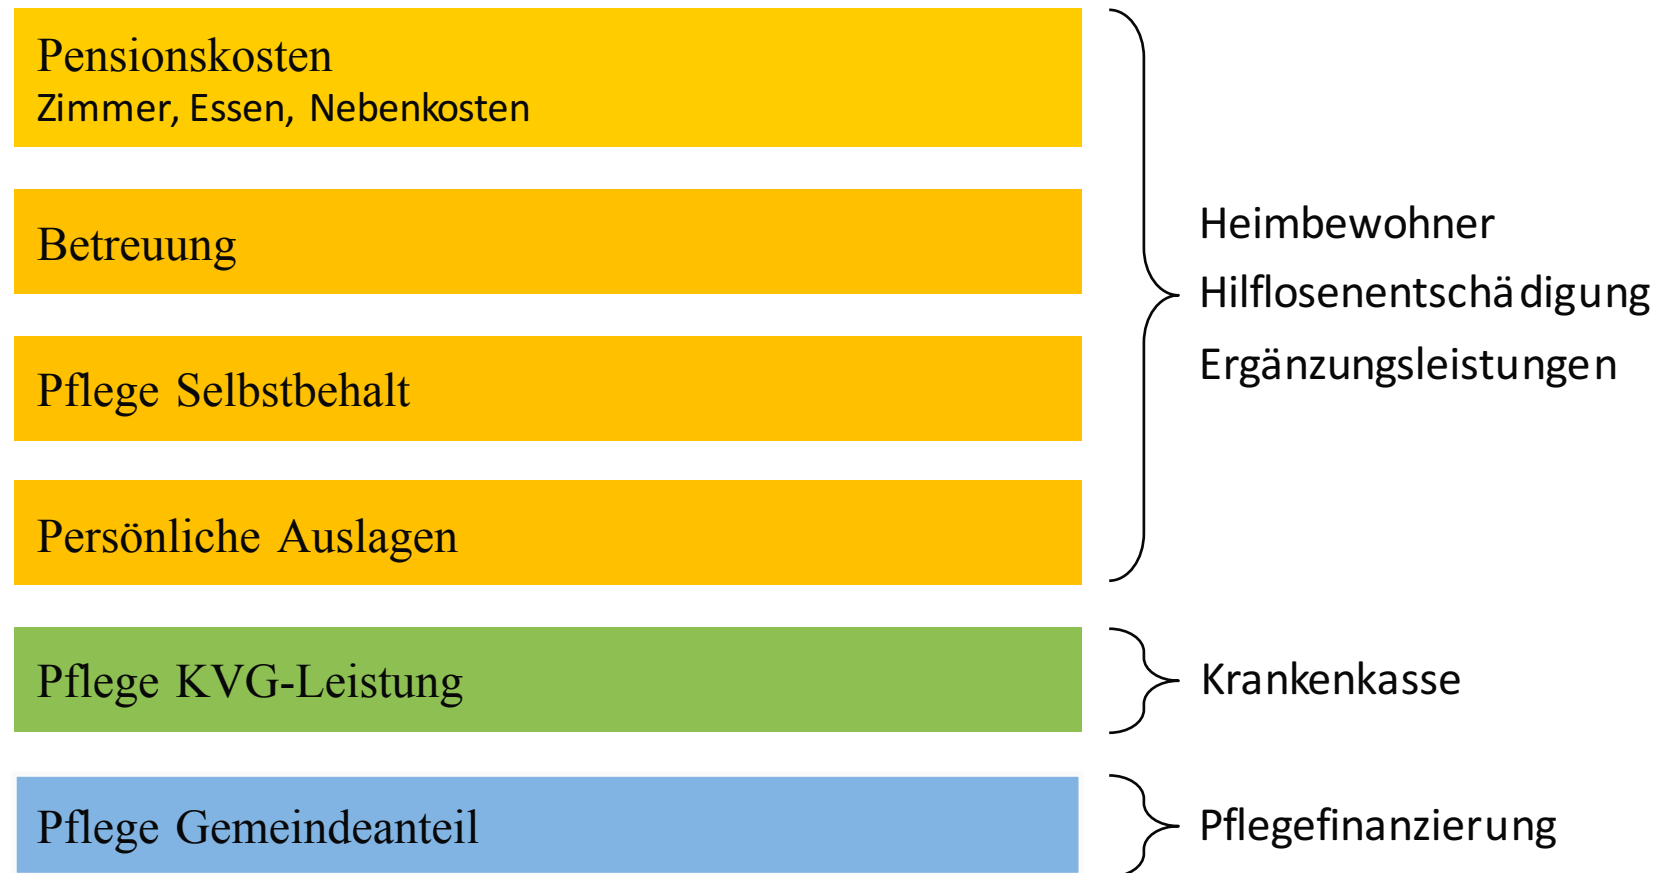 Pensionskosten
Zimmer, Essen, Nebenkosten
Betreuung
Pflege Selbstbehalt
Persönliche Auslagen
Heimbewohner
Hilflosenentschädigung
Ergänzungsleistungen
Pflege KVG-Leistung
Krankenkasse
Pflege Gemeindeanteil
Pflegefinanzierung